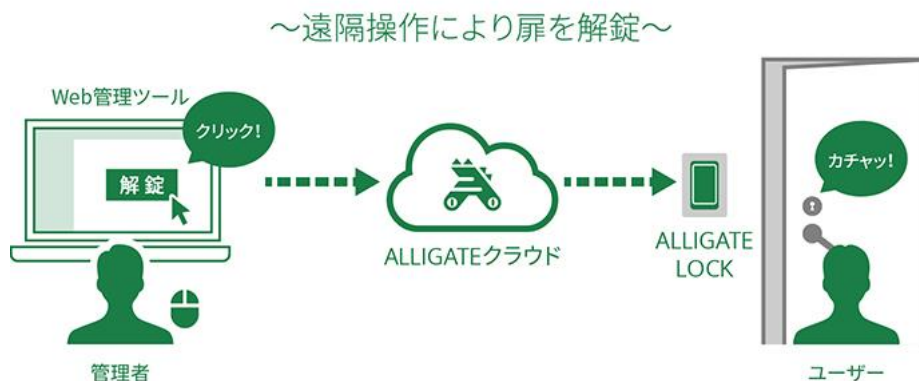 〜遠隔操作により扉を解錠〜
Web管理ツール
クリック!
解錠
ALLIGATEクラウド
ALLIGATE
LOCK
カチャッ!
管理者
ユーザー